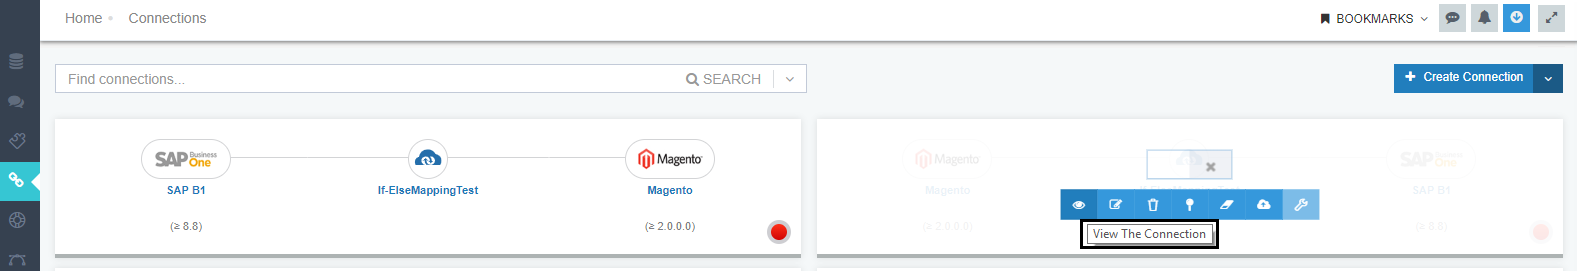 Home Connections
BOOKMARKS
Find connections...
SEARCH
Create Connection
SAP Business One
Magento
SAP B1
If-ElseMappingTest
Magento
(≥ 8.8)
(≥ 2.0.0.0)
Magento
SAP Business One
Magento
SAP B1
(≥ 2.0.0.0)
(≥ 8.8)
View The Connection